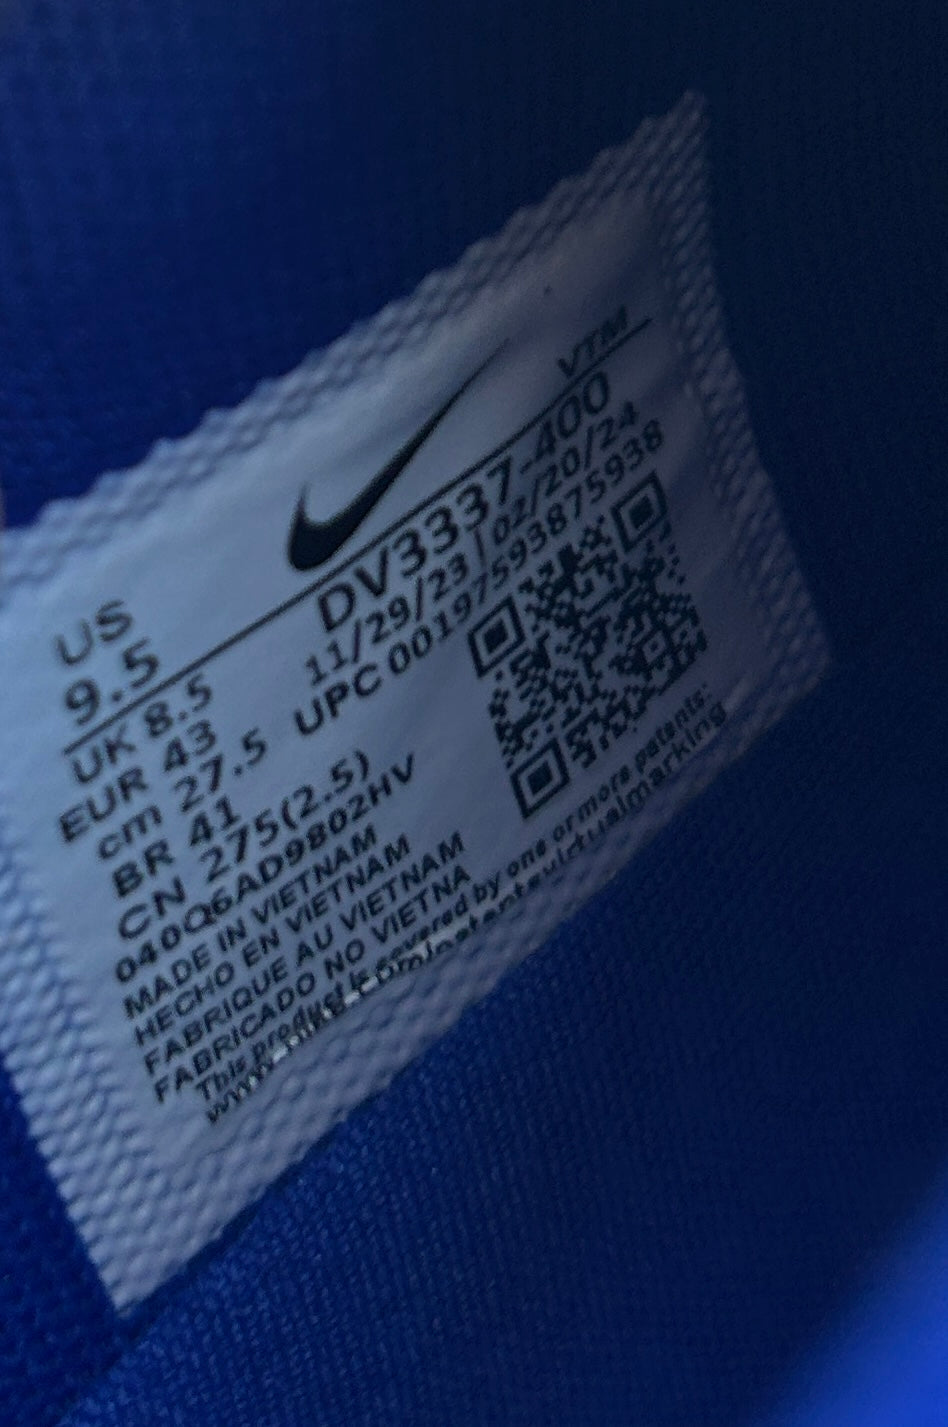 VTM
US
9.5
DV3337-400
UK 8.5
11/29/23 | 02/20/24
EUR 43
UPC 00197593875938
cm 27.5
BR 41
CN 275(2.5)
040Q6AD9802HV
MADE IN VIETNAM
HECHO EN VIETNAM
FABRIQUE AU VIETNAM
FABRICADO NO VIETNA
This product is covered by one or more patents: